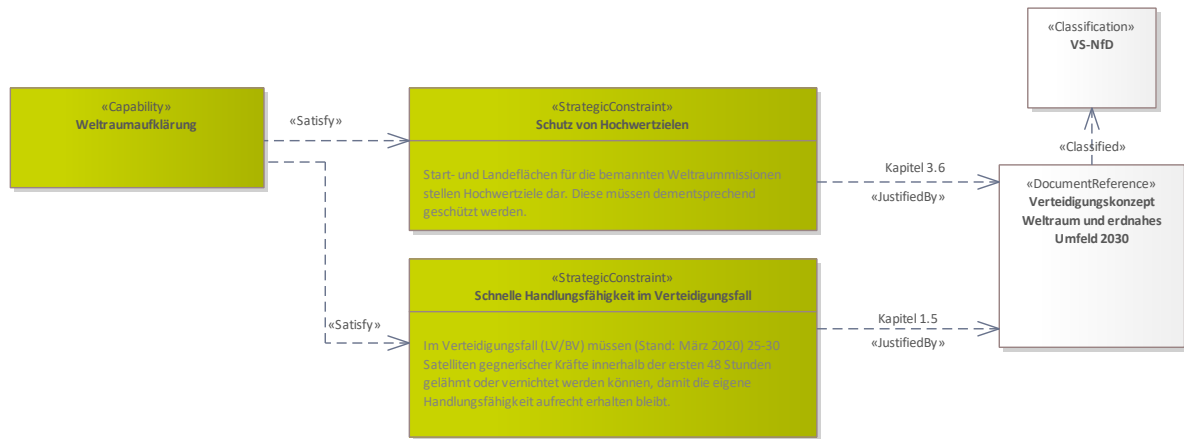 «Capability»
Weltraumaufklärung
«Satisfy»
«Satisfy»
«StrategicConstraint»
Schutz von Hochwertzielen
Start- und Landeflächen für die bemannten Weltraummissionen
stellen Hochwertziele dar. Diese müssen dementsprechend
geschützt werden.
«StrategicConstraint»
Schnelle Handlungsfähigkeit im Verteidigungsfall
Im Verteidigungsfall (LV/BV) müssen (Stand: März 2020) 25-30
Satelliten gegnerischer Kräfte innerhalb der ersten 48 Stunden
gelähmt oder vernichtet werden können, damit die eigene
Handlungsfähigkeit aufrecht erhalten bleibt.
Kapitel 3.6
«JustifiedBy»
Kapitel 1.5
«JustifiedBy»
«Classification»
VS-NfD
«Classified»
«DocumentReference»
Verteidigungskonzept
Weltraum und erdnahes
Umfeld 2030